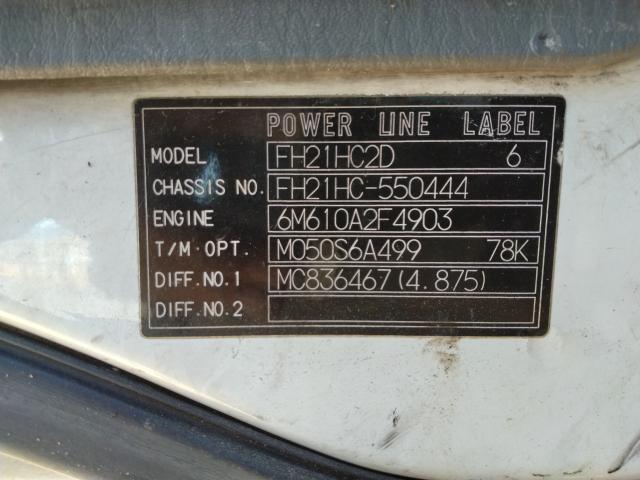 POWER LINE LABEL
MODEL FH21HC2D 6
CHASSIS NO. FH21HC-550444
ENGINE 6M610A2F4903
T/M·OPT. M050S6A499 78K
DIFF.NO.1 MC836467(4.875)
DIFF.NO.2